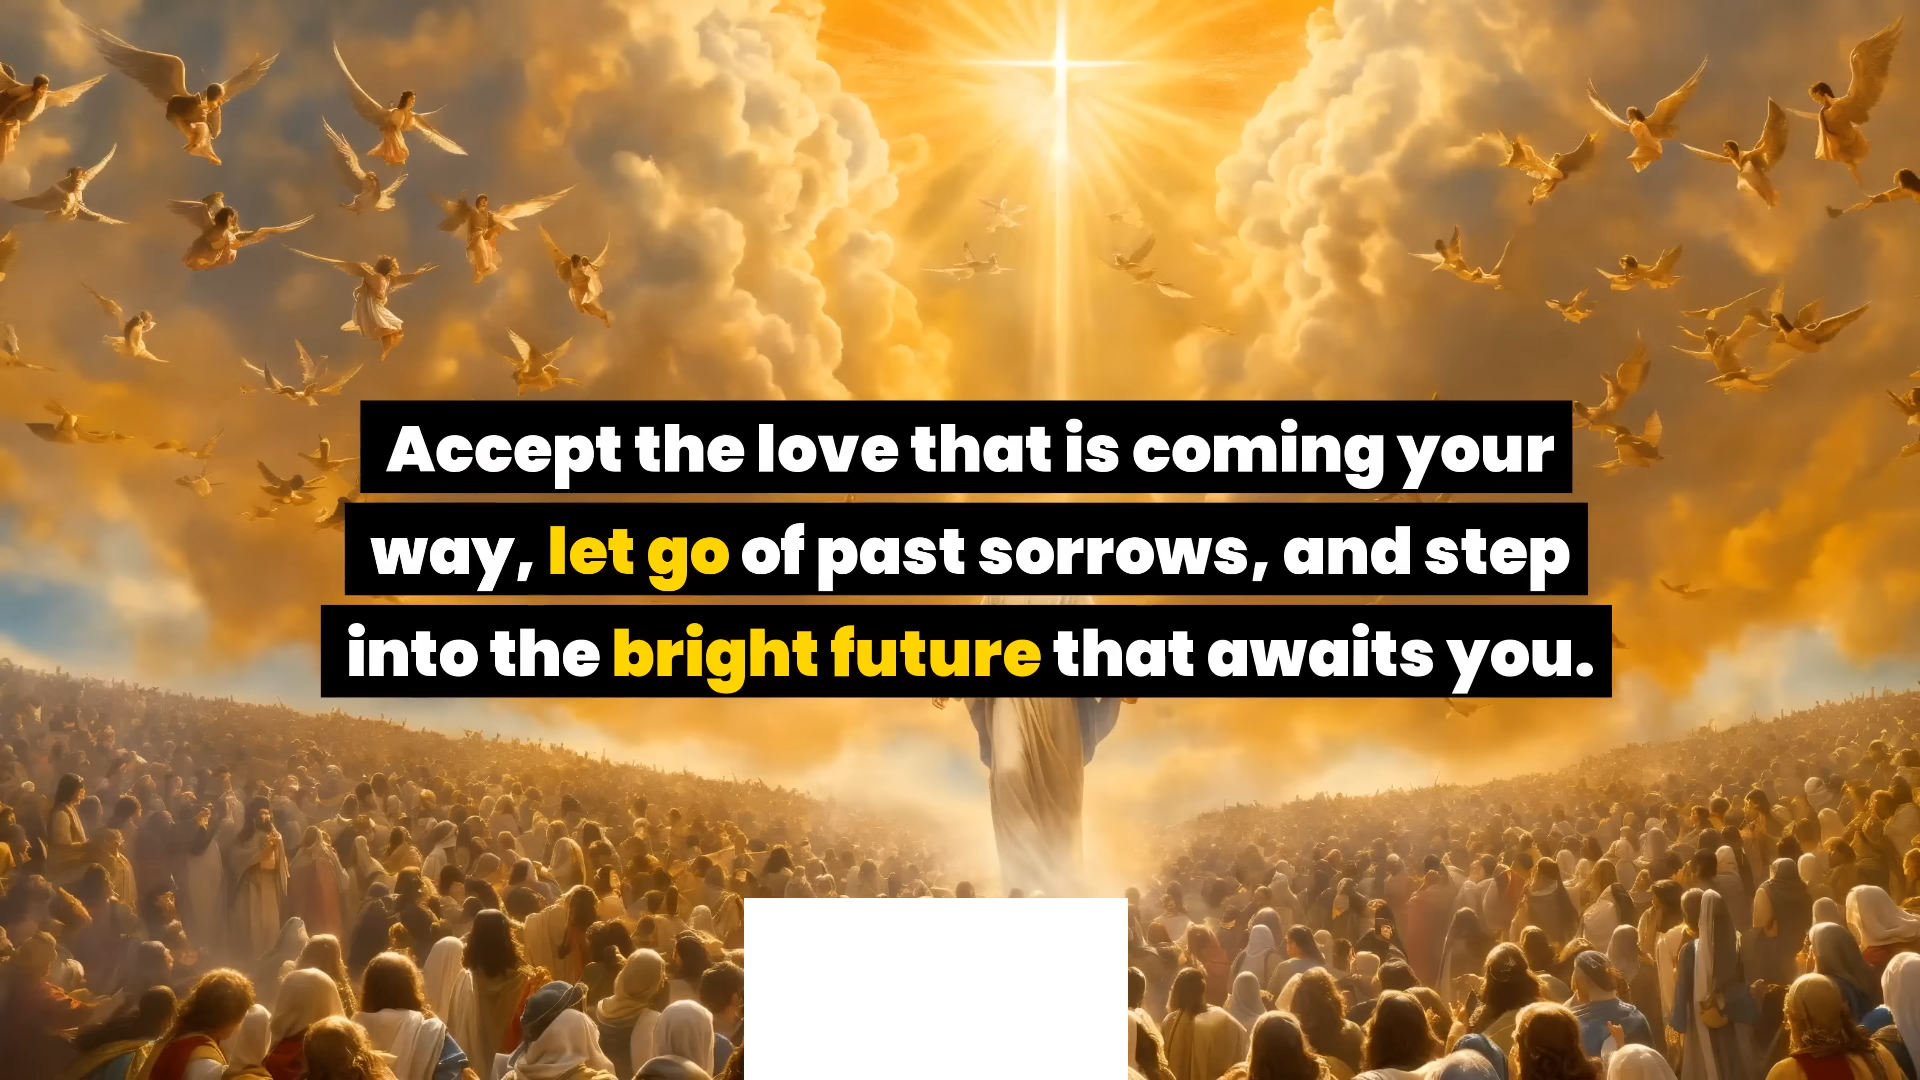 Accept the love that is coming your
way, let go of past sorrows, and step
into the bright future that awaits you.